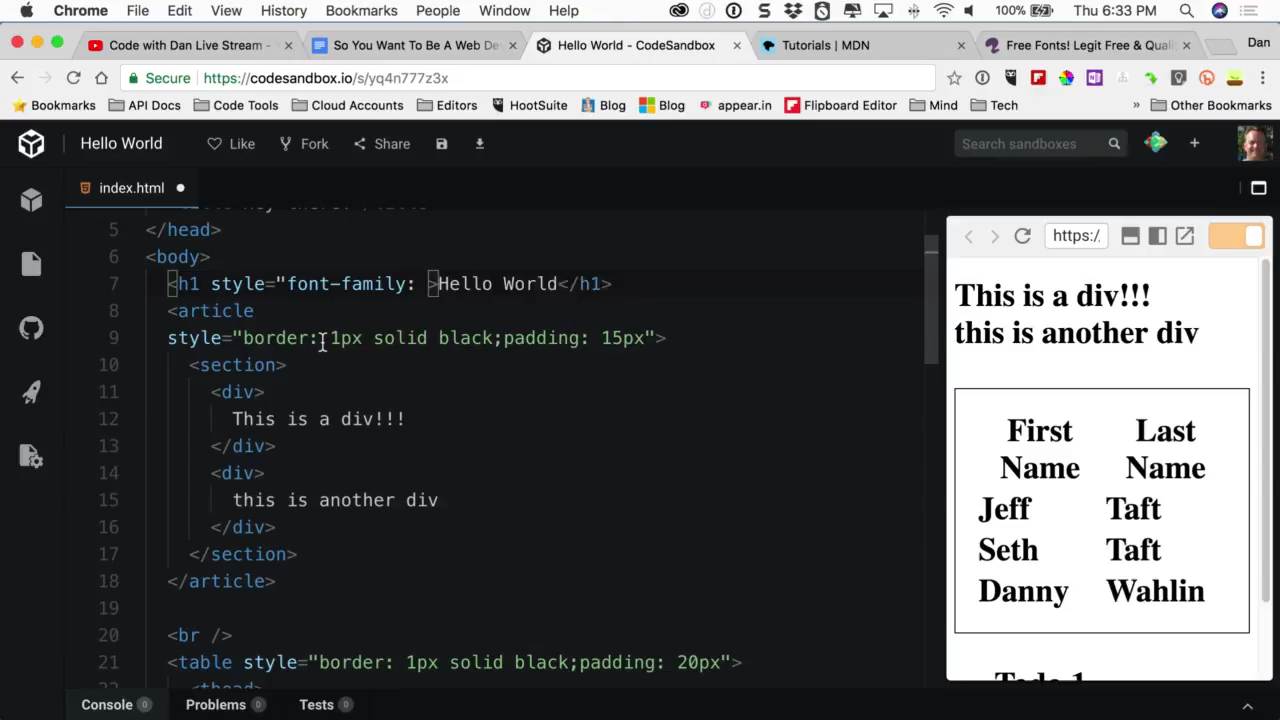 Chrome File Edit View History Bookmarks People Window Help 100% Thu 6:33 PM
Code with Dan Live Stream - So You Want To Be A Web De Hello World - CodeSandbox Tutorials | MDN Free Fonts! Legit Free & Quali Dan
Secure https://codesandbox.io/s/yq4n777z3x
Bookmarks API Docs Code Tools Cloud Accounts Editors HootSuite Blog Blog appear.in Flipboard Editor Mind Tech » Other Bookmarks
Hello World Like Fork Share Search sandboxes
index.html
5 </head>
6 <body>
7 <h1 style="font-family: >Hello World</h1>
8 <article
9 style="border: 1px solid black;padding: 15px">
10 <section>
11 <div>
12 This is a div!!!
13 </div>
14 <div>
15 this is another div
16 </div>
17 </section>
18 </article>
19
20 <br />
21 <table style="border: 1px solid black;padding: 20px">
<thead>
https:/
This is a div!!!
this is another div
First Name Last Name
Jeff Taft
Seth Taft
Danny Wahlin
Console 0 Problems 0 Tests 0